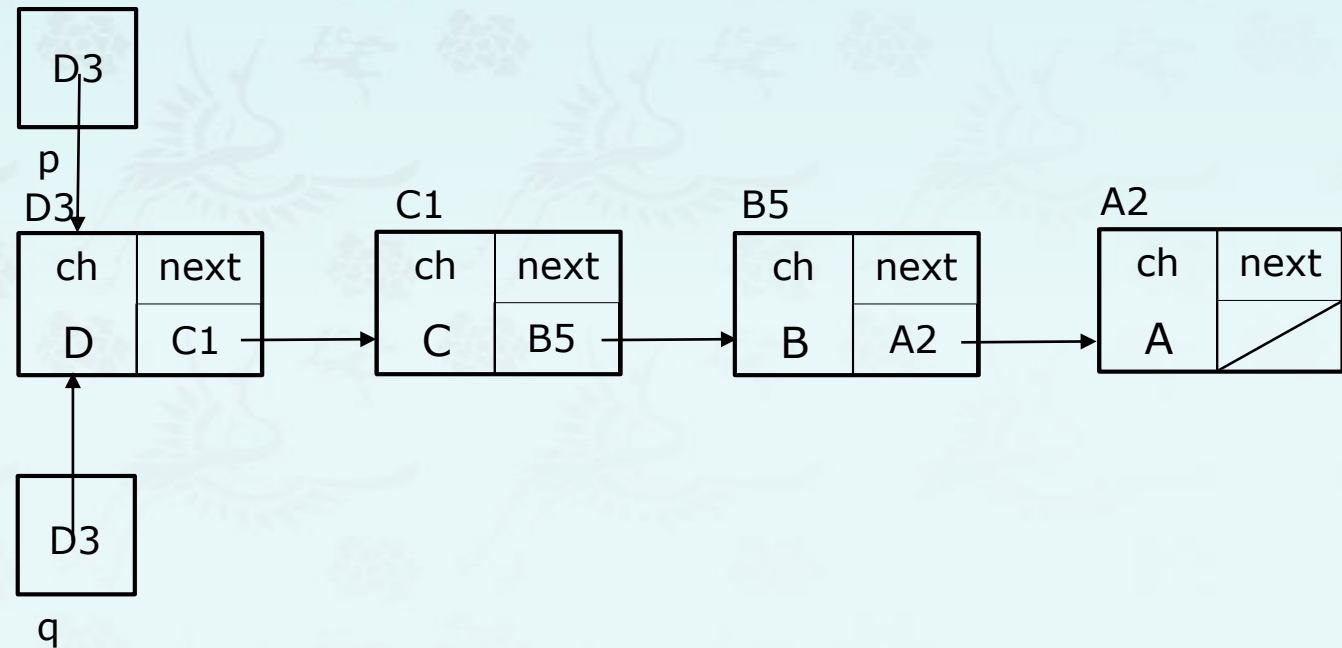 D3
p
D3 C1 B5 A2
ch next ch next ch next ch next
D C1 C B5 B A2 A
D3
q